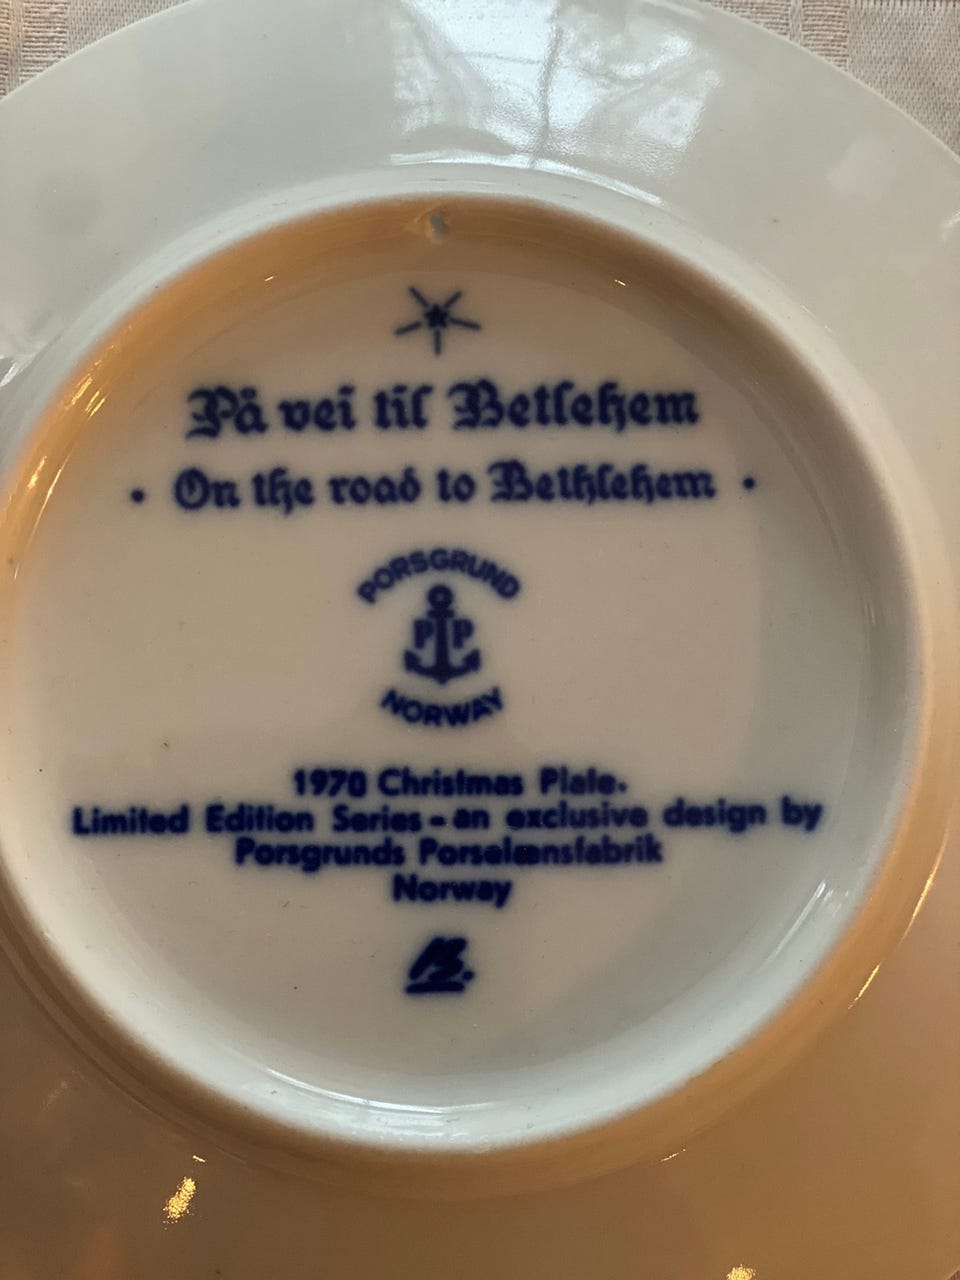 På vei til Betlehem
· On the road to Bethlehem ·
PORSGRUND
P P
NORWAY
1970 Christmas Plate.
Limited Edition Series - an exclusive design by
Porsgrunds Porselænsfabrik
Norway